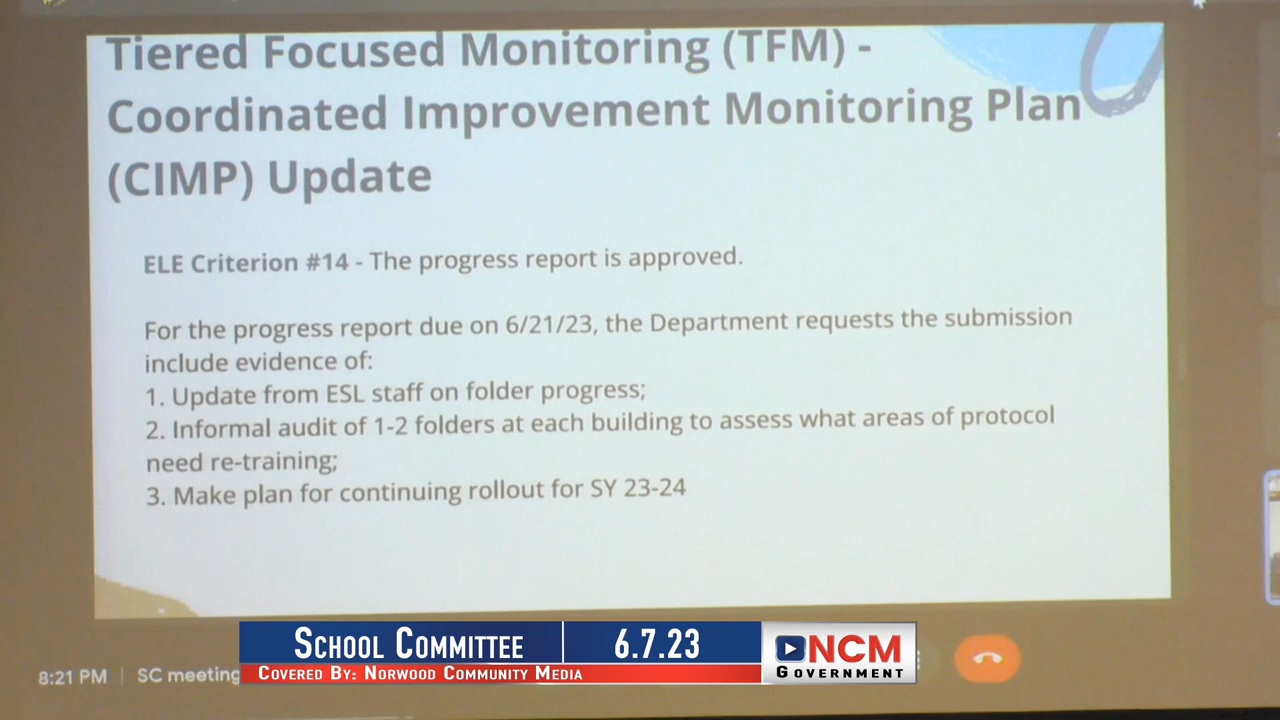 Tiered Focused Monitoring (TFM) -
Coordinated Improvement Monitoring Plan
(CIMP) Update
ELE Criterion #14 - The progress report is approved.
For the progress report due on 6/21/23, the Department requests the submission
include evidence of:
1. Update from ESL staff on folder progress;
2. Informal audit of 1-2 folders at each building to assess what areas of protocol
need re-training;
3. Make plan for continuing rollout for SY 23-24
School Committee 6.7.23
Covered By: Norwood Community Media
NCM
Government
8:21 PM | SC meeting